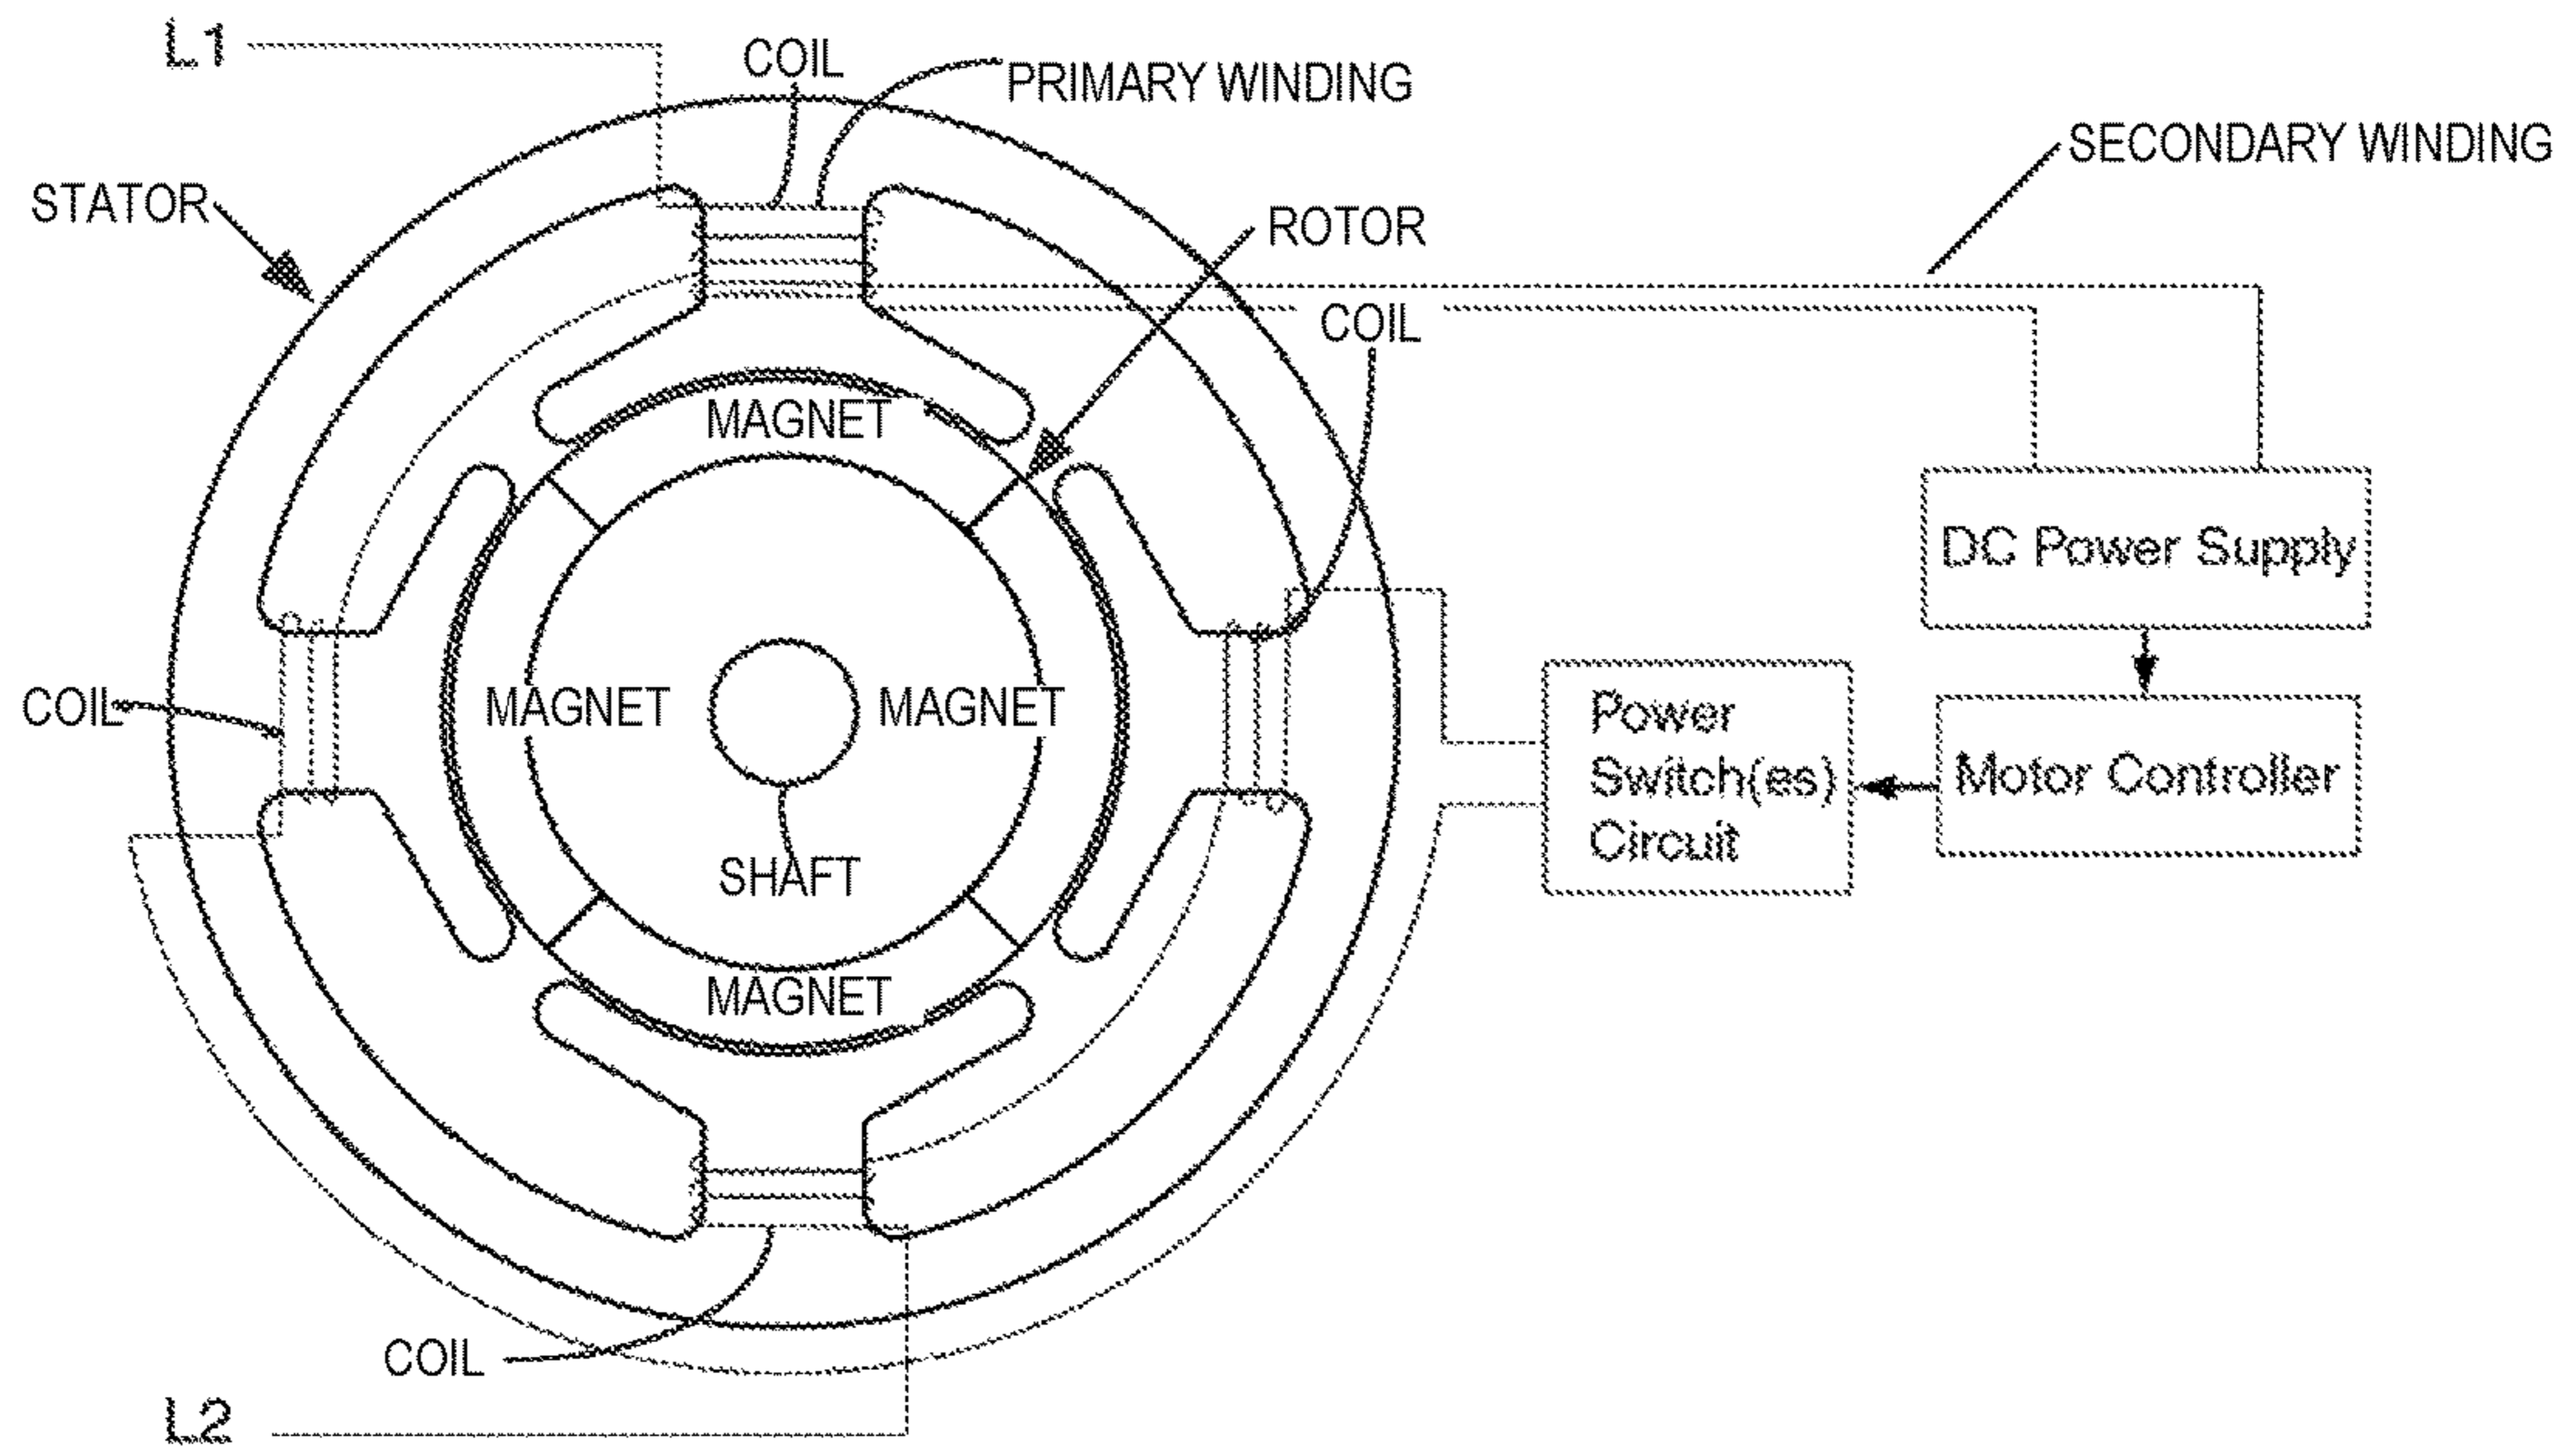 L1
COIL
PRIMARY WINDING
SECONDARY WINDING
STATOR
ROTOR
COIL
MAGNET
DC Power Supply
COIL
MAGNET
MAGNET
Power
Switch(es)
Circuit
Motor Controller
SHAFT
MAGNET
COIL
L2